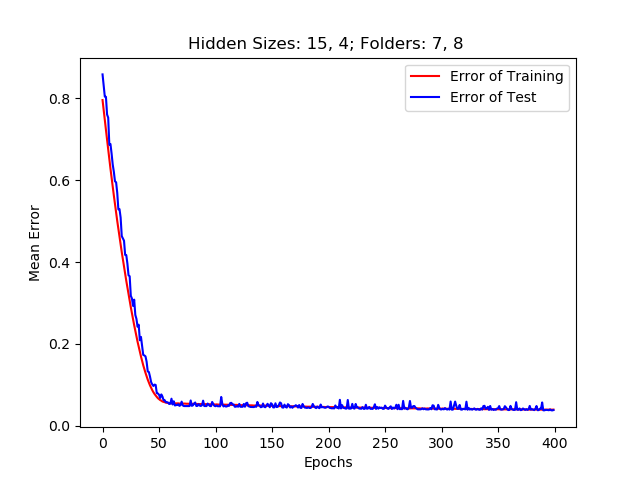 Hidden Sizes: 15, 4; Folders: 7, 8
Error of Training
Error of Test
Mean Error
0.8
0.6
0.4
0.2
0.0
0 50 100 150 200 250 300 350 400
Epochs